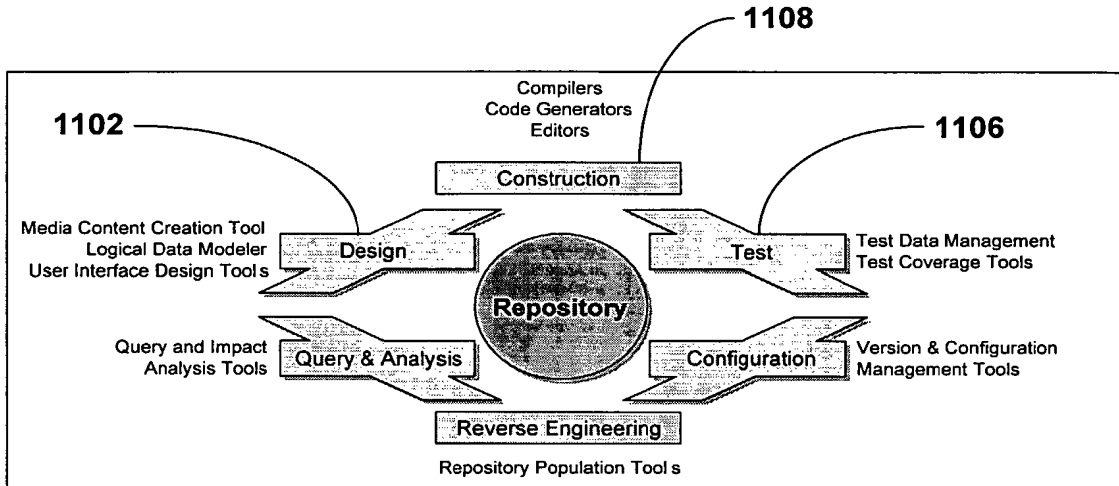 1108
1102
1106
Compilers
Code Generators
Editors
Construction
Media Content Creation Tool
Logical Data Modeler
User Interface Design Tools
Design
Test
Test Data Management
Test Coverage Tools
Repository
Query and Impact
Analysis Tools
Query & Analysis
Configuration
Version & Configuration
Management Tools
Reverse Engineering
Repository Population Tools